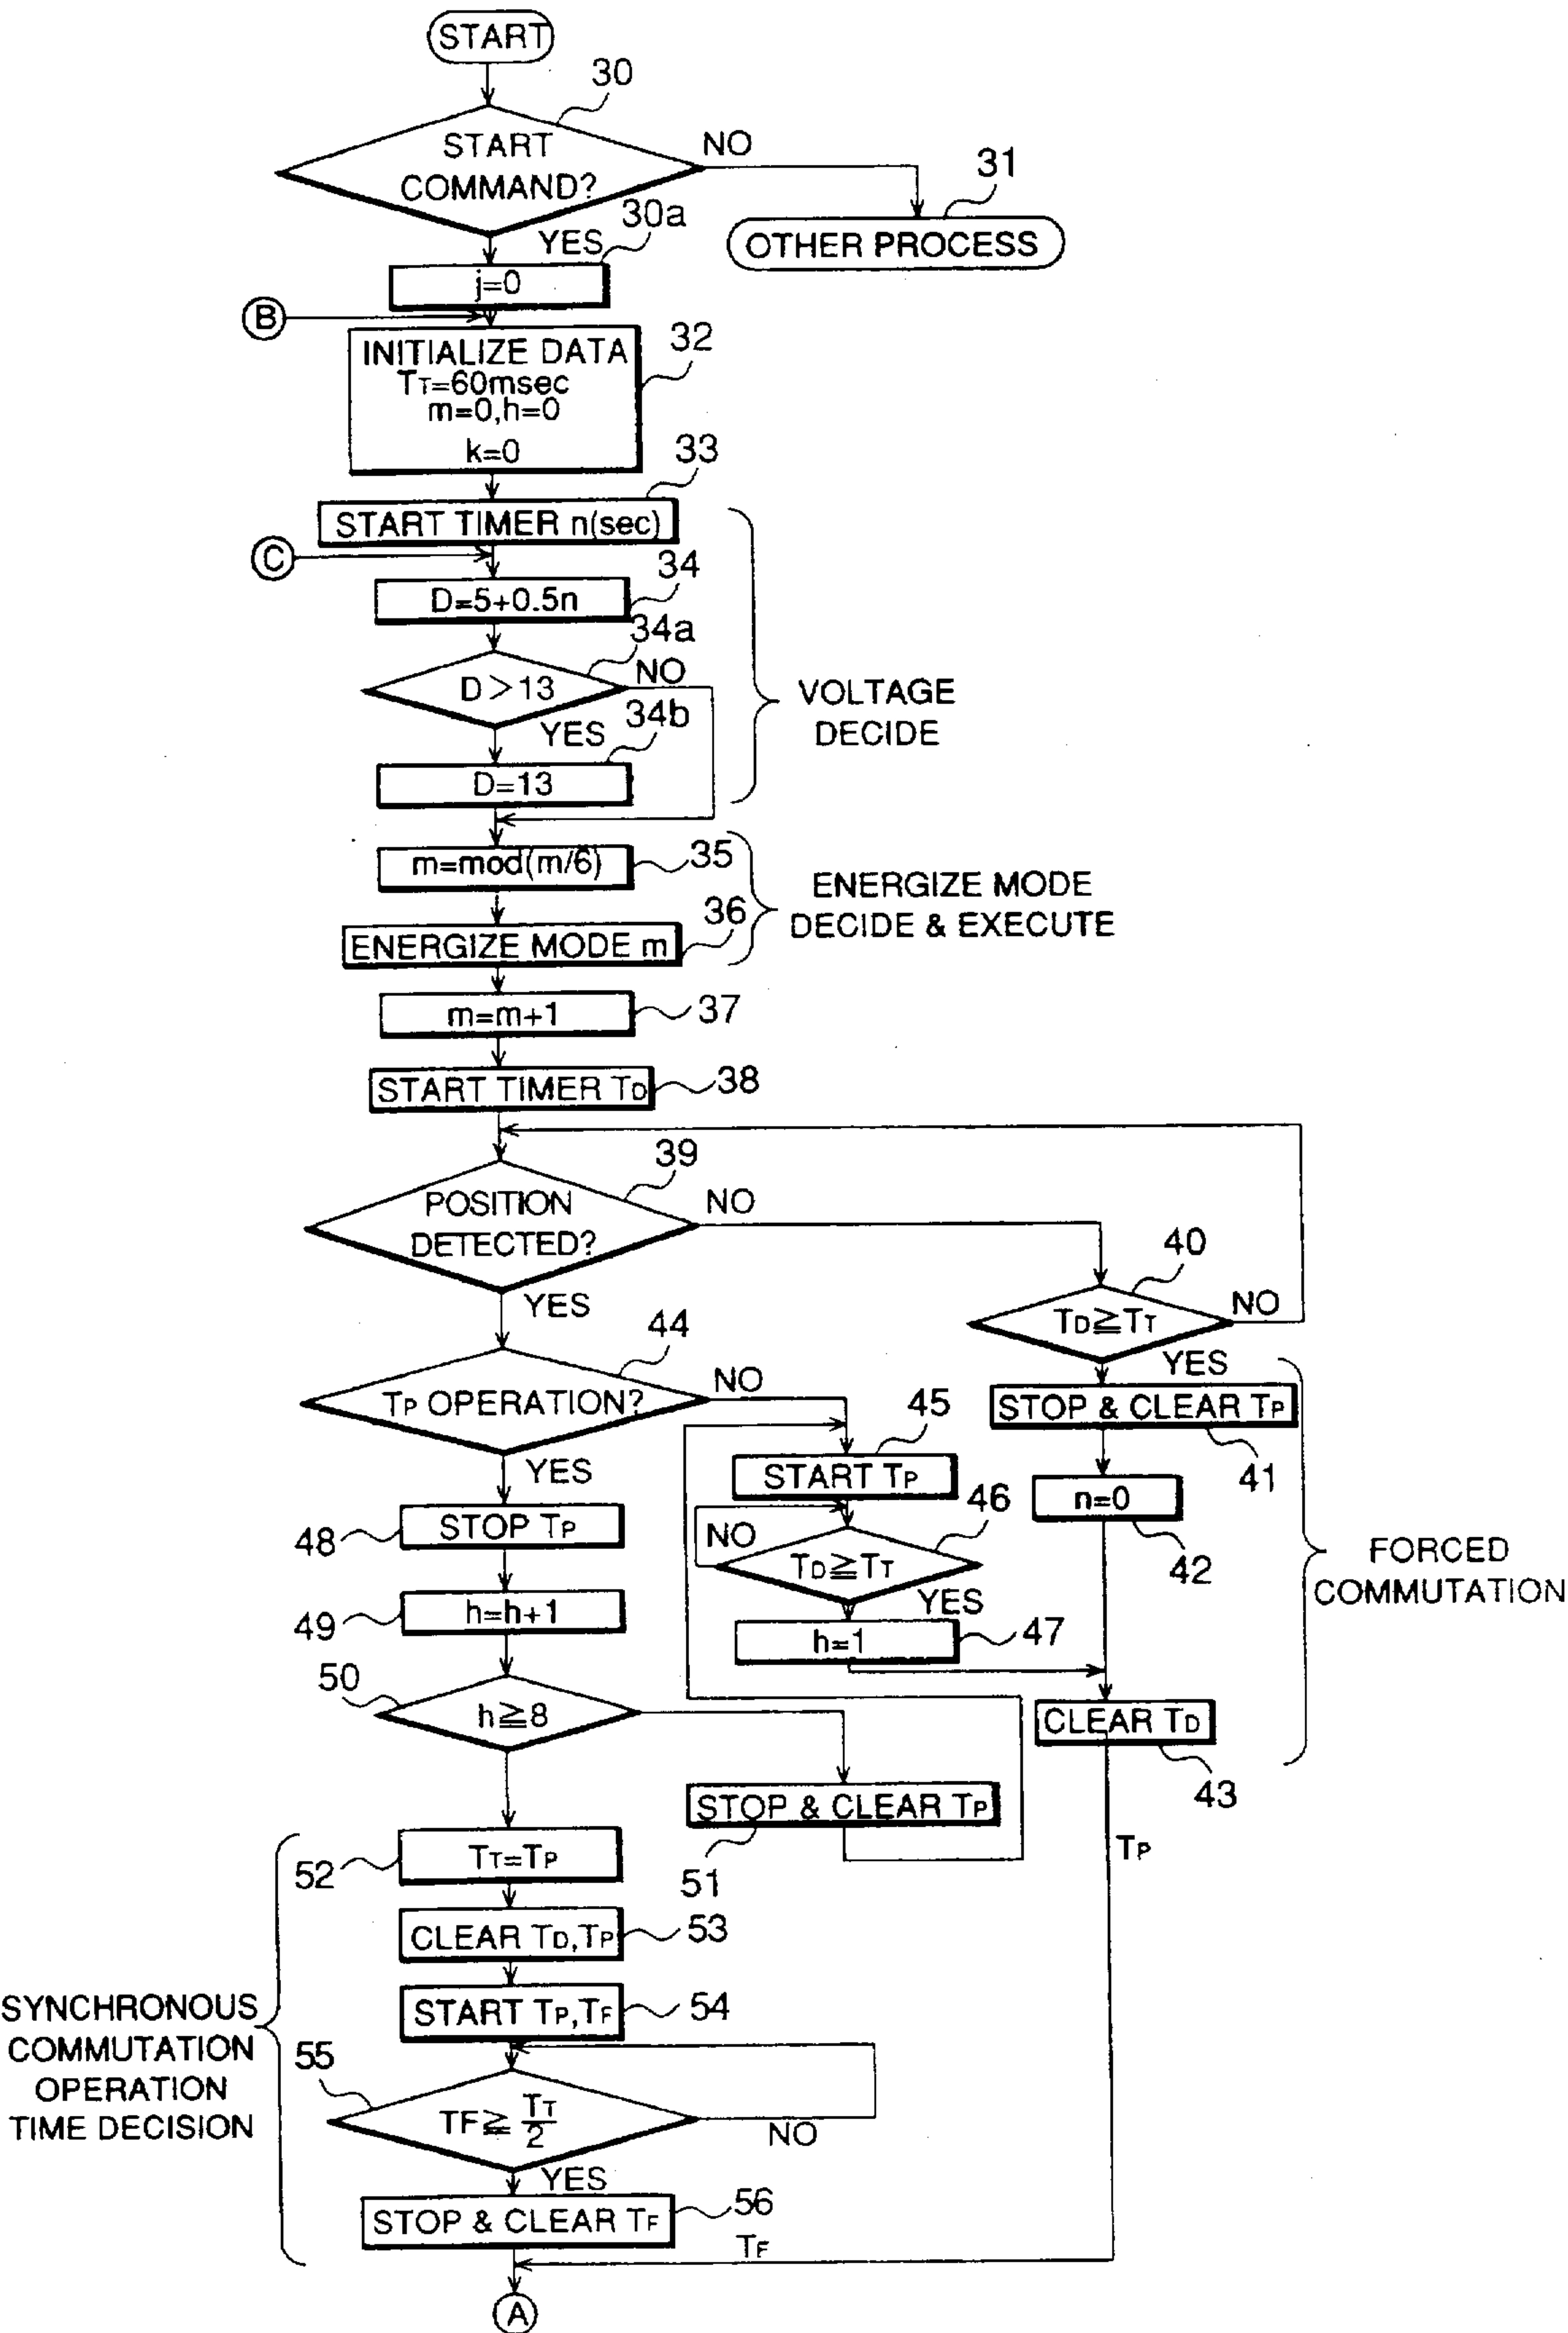 START
30
START
COMMAND?
NO
31
OTHER PROCESS
YES
30a
j=0
B
INITIALIZE DATA
TT=60msec
m=0,h=0
k=0
32
33
START TIMER n(sec)
C
34
D=5+0.5n
34a
D>13
NO
YES
34b
D=13
VOLTAGE
DECIDE
m=mod(m/6)
35
ENERGIZE MODE m
36
ENERGIZE MODE
DECIDE & EXECUTE
m=m+1
37
START TIMER TD
38
39
POSITION
DETECTED?
NO
YES
40
TD≧TT
NO
YES
STOP & CLEAR TP
41
n=0
42
FORCED
COMMUTATION
44
TP OPERATION?
NO
YES
45
START TP
46
NO
TD≧TT
YES
h=1
47
CLEAR TD
43
TP
48
STOP TP
49
h=h+1
50
h≧8
STOP & CLEAR TP
51
52
TT=TP
CLEAR TD,TP
53
START TP,TF
54
55
TF≧TT/2
NO
YES
STOP & CLEAR TF
56
TF
SYNCHRONOUS
COMMUTATION
OPERATION
TIME DECISION
A